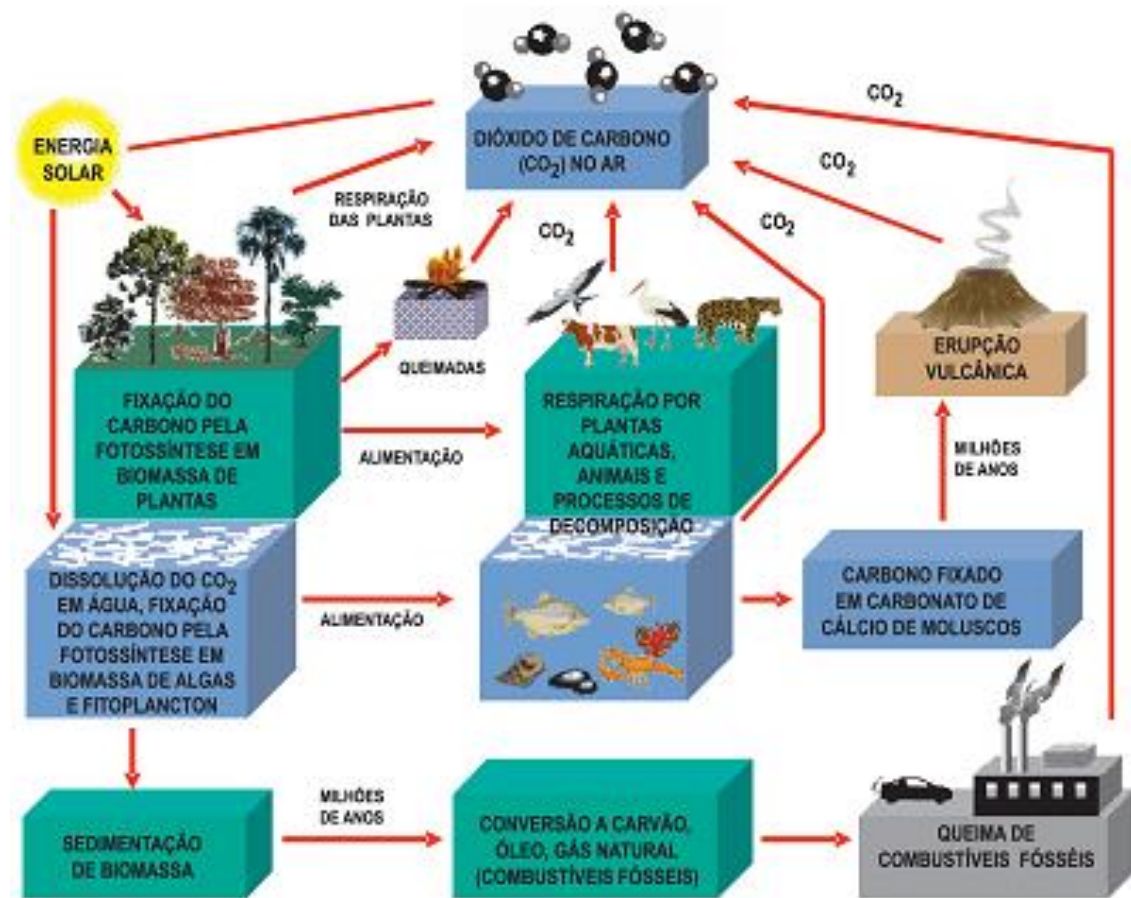 CO₂
DIÓXIDO DE CARBONO
(CO₂) NO AR
ENERGIA
SOLAR
CO₂
RESPIRAÇÃO
DAS PLANTAS
CO₂
CO₂
QUEIMADAS
ERUPÇÃO
VULCÂNICA
FIXAÇÃO DO
CARBONO PELA
FOTOSSÍNTESE EM
BIOMASSA DE
PLANTAS
ALIMENTAÇÃO
RESPIRAÇÃO POR
PLANTAS
AQUÁTICAS,
ANIMAIS E
PROCESSOS DE
DECOMPOSIÇÃO
MILHÕES
DE ANOS
DISSOLUÇÃO DO CO₂
EM ÁGUA, FIXAÇÃO
DO CARBONO PELA
FOTOSSÍNTESE EM
BIOMASSA DE ALGAS
E FITOPLANCTON
ALIMENTAÇÃO
CARBONO FIXADO
EM CARBONATO DE
CÁLCIO DE MOLUSCOS
SEDIMENTAÇÃO
DE BIOMASSA
MILHÕES
DE ANOS
CONVERSÃO A CARVÃO,
ÓLEO, GÁS NATURAL
(COMBUSTÍVEIS FÓSSEIS)
QUEIMA DE
COMBUSTÍVEIS FÓSSÉIS